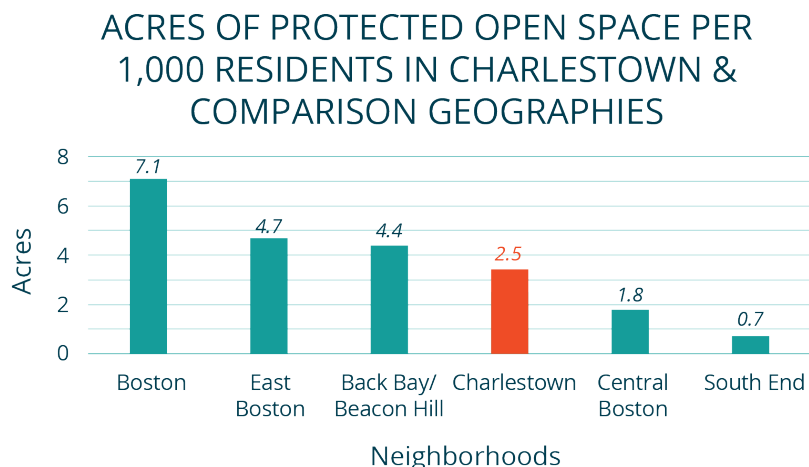 ACRES OF PROTECTED OPEN SPACE PER
1,000 RESIDENTS IN CHARLESTOWN &
COMPARISON GEOGRAPHIES
Acres
8
6
4
2
0
7.1
4.7
4.4
2.5
1.8
0.7
Boston
East
Boston
Back Bay/
Beacon Hill
Charlestown
Central
Boston
South End
Neighborhoods